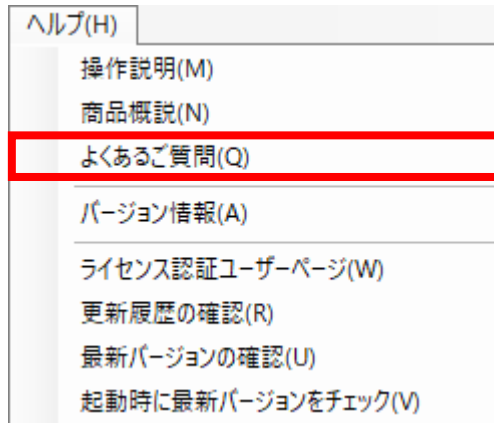 ヘルプ(H)
操作説明(M)
商品概説(N)
よくあるご質問(Q)
バージョン情報(A)
ライセンス認証ユーザーページ(W)
更新履歴の確認(R)
最新バージョンの確認(U)
起動時に最新バージョンをチェック(V)